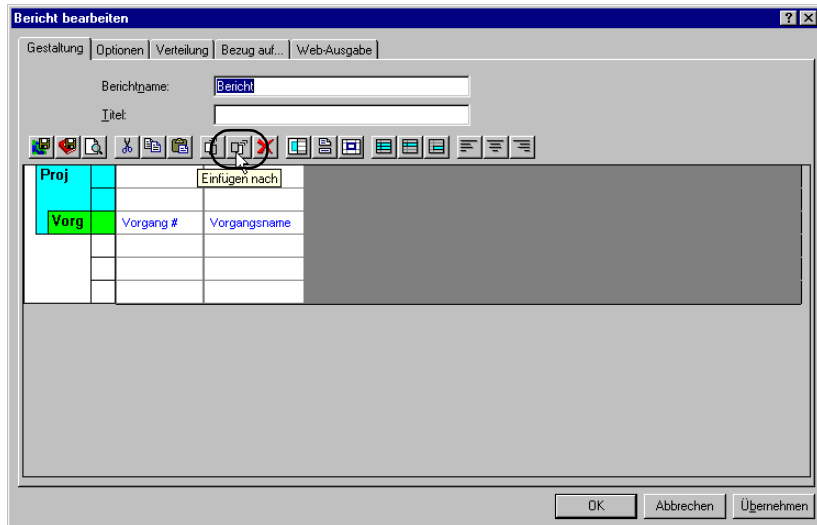 Bericht bearbeiten
Gestaltung Optionen Verteilung Bezug auf... Web-Ausgabe
Berichtname: Bericht
Titel:
Einfügen nach
Proj
Vorg Vorgang # Vorgangsname
OK Abbrechen Übernehmen